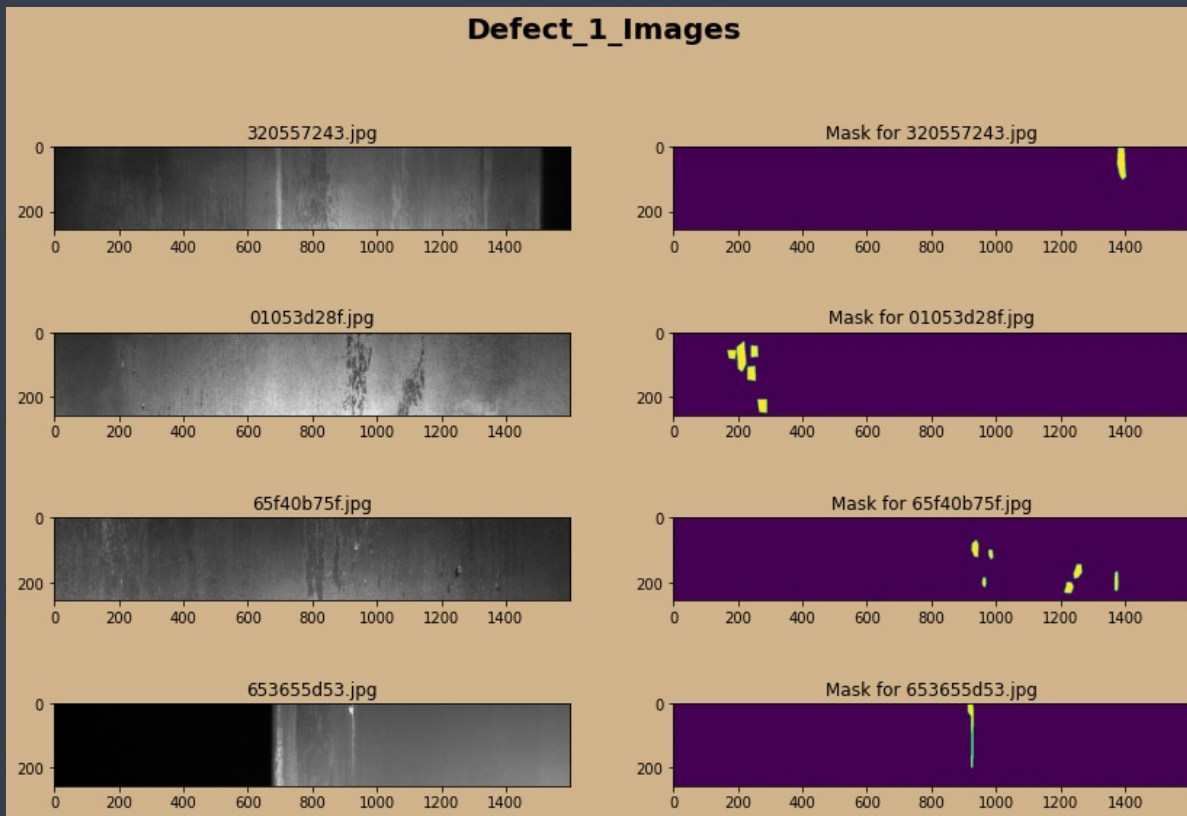 Defect_1_Images
320557243.jpg
Mask for 320557243.jpg
0
200
0 200 400 600 800 1000 1200 1400
0
200
0 200 400 600 800 1000 1200 1400
01053d28f.jpg
Mask for 01053d28f.jpg
0
200
0 200 400 600 800 1000 1200 1400
0
200
0 200 400 600 800 1000 1200 1400
65f40b75f.jpg
Mask for 65f40b75f.jpg
0
200
0 200 400 600 800 1000 1200 1400
0
200
0 200 400 600 800 1000 1200 1400
653655d53.jpg
Mask for 653655d53.jpg
0
200
0 200 400 600 800 1000 1200 1400
0
200
0 200 400 600 800 1000 1200 1400